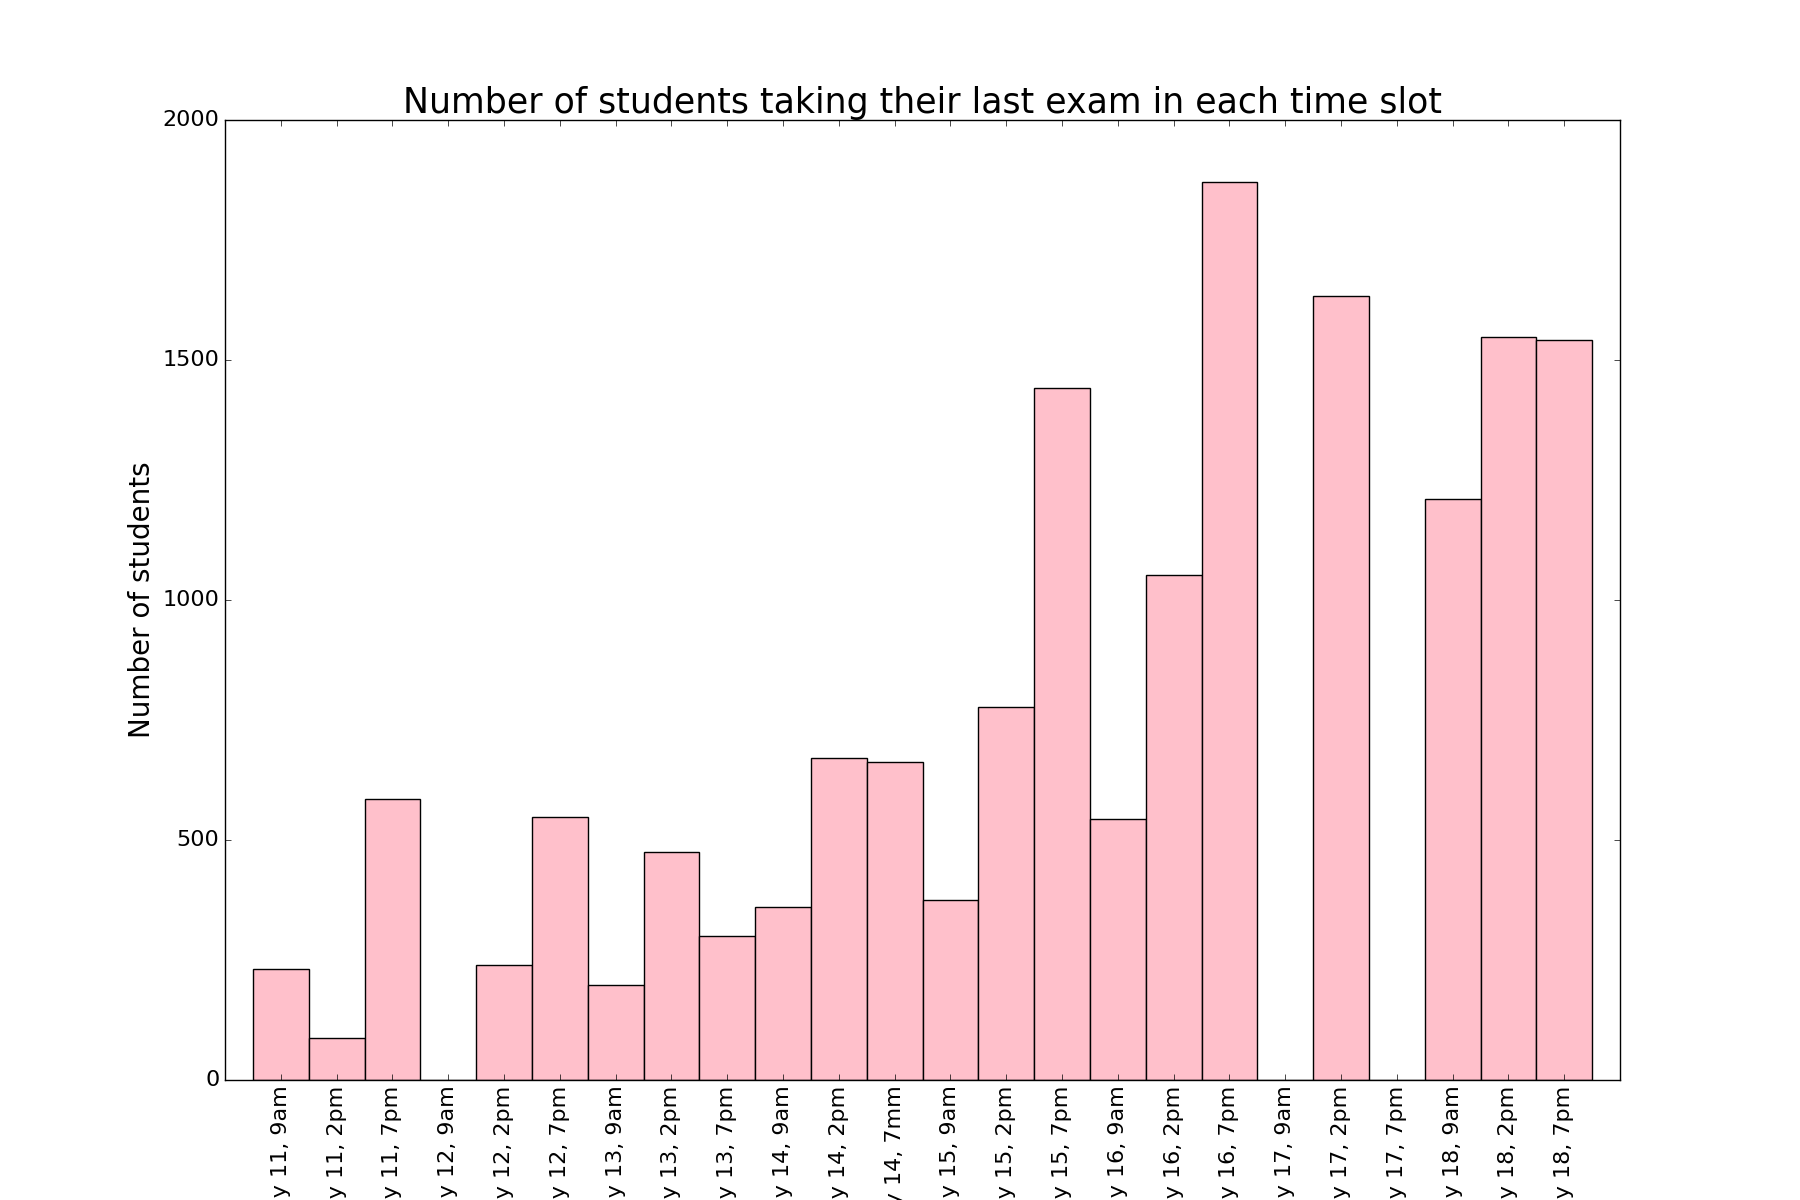 Number of students taking their last exam in each time slot
Number of students
2000
1500
1000
500
0
y 11, 9am
y 11, 2pm
y 11, 7pm
y 12, 9am
y 12, 2pm
y 12, 7pm
y 13, 9am
y 13, 2pm
y 13, 7pm
y 14, 9am
y 14, 2pm
y 14, 7mm
y 15, 9am
y 15, 2pm
y 15, 7pm
y 16, 9am
y 16, 2pm
y 16, 7pm
y 17, 9am
y 17, 2pm
y 17, 7pm
y 18, 9am
y 18, 2pm
y 18, 7pm